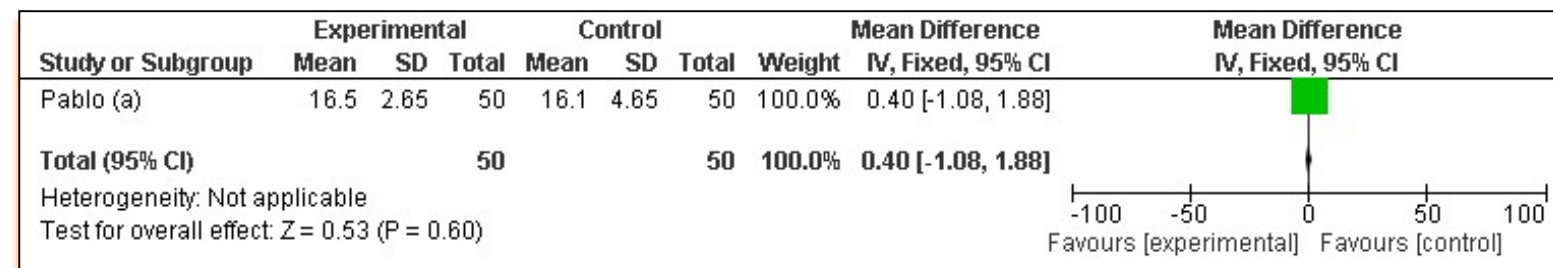 Experimental Control Mean Difference Mean Difference
Study or Subgroup Mean SD Total Mean SD Total Weight IV, Fixed, 95% CI IV, Fixed, 95% CI
Pablo (a) 16.5 2.65 50 16.1 4.65 50 100.0% 0.40 [-1.08, 1.88]
Total (95% CI) 50 50 100.0% 0.40 [-1.08, 1.88]
Heterogeneity: Not applicable
Test for overall effect: Z = 0.53 (P = 0.60)
-100 -50 0 50 100
Favours [experimental] Favours [control]